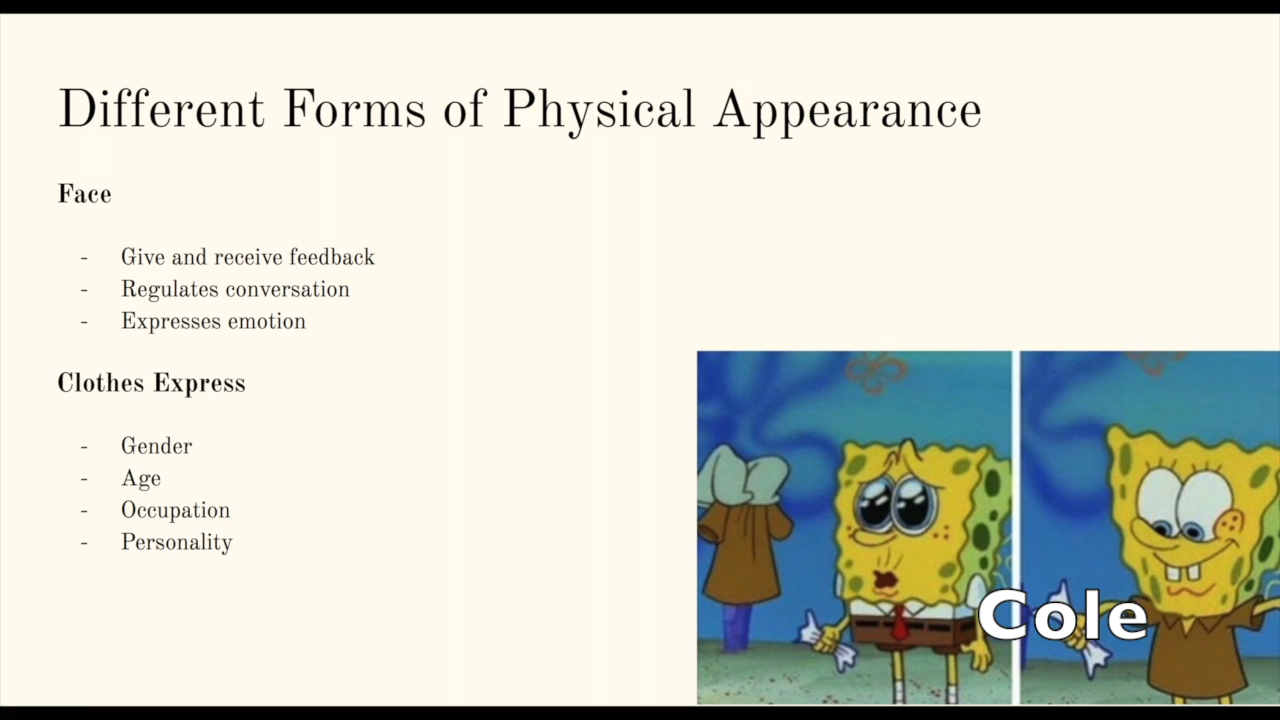 Different Forms of Physical Appearance
Face
- Give and receive feedback
- Regulates conversation
- Expresses emotion
Clothes Express
- Gender
- Age
- Occupation
- Personality
Cole